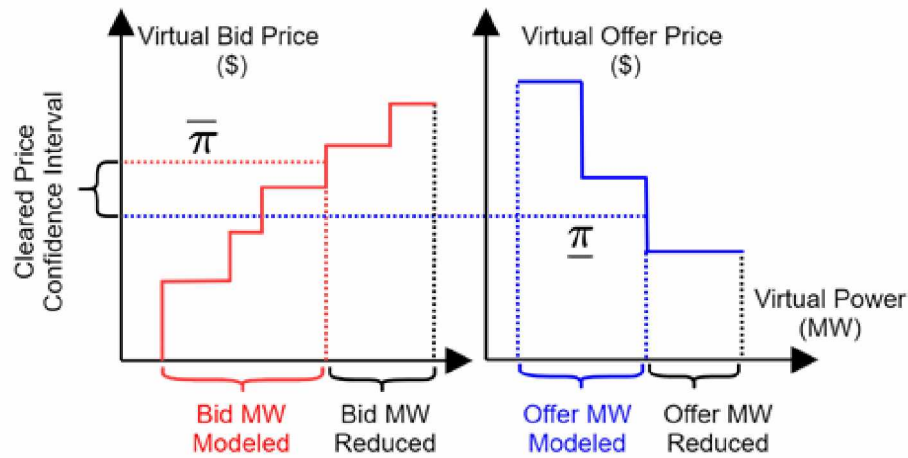 Virtual Bid Price
($)
Virtual Offer Price
($)
Cleared Price
Confidence Interval
π̅
π̲
Virtual Power
(MW)
Bid MW
Modeled
Bid MW
Reduced
Offer MW
Modeled
Offer MW
Reduced